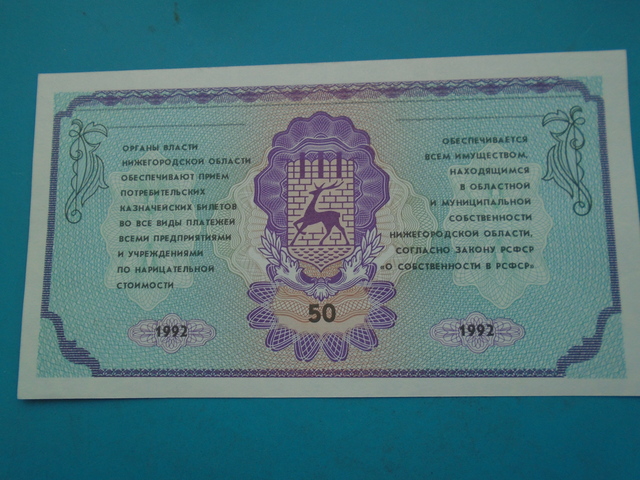 ОРГАНЫ ВЛАСТИ
НИЖЕГОРОДСКОЙ ОБЛАСТИ
ОБЕСПЕЧИВАЮТ ПРИЕМ
ПОТРЕБИТЕЛЬСКИХ
КАЗНАЧЕЙСКИХ БИЛЕТОВ
ВО ВСЕ ВИДЫ ПЛАТЕЖЕЙ
ВСЕМИ ПРЕДПРИЯТИЯМИ
И УЧРЕЖДЕНИЯМИ
ПО НАРИЦАТЕЛЬНОЙ
СТОИМОСТИ
1992
50
ОБЕСПЕЧИВАЕТСЯ
ВСЕМ ИМУЩЕСТВОМ,
НАХОДЯЩИМСЯ
В ОБЛАСТНОЙ
И МУНИЦИПАЛЬНОЙ
СОБСТВЕННОСТИ
НИЖЕГОРОДСКОЙ ОБЛАСТИ,
СОГЛАСНО ЗАКОНУ РСФСР
«О СОБСТВЕННОСТИ В РСФСР»
1992